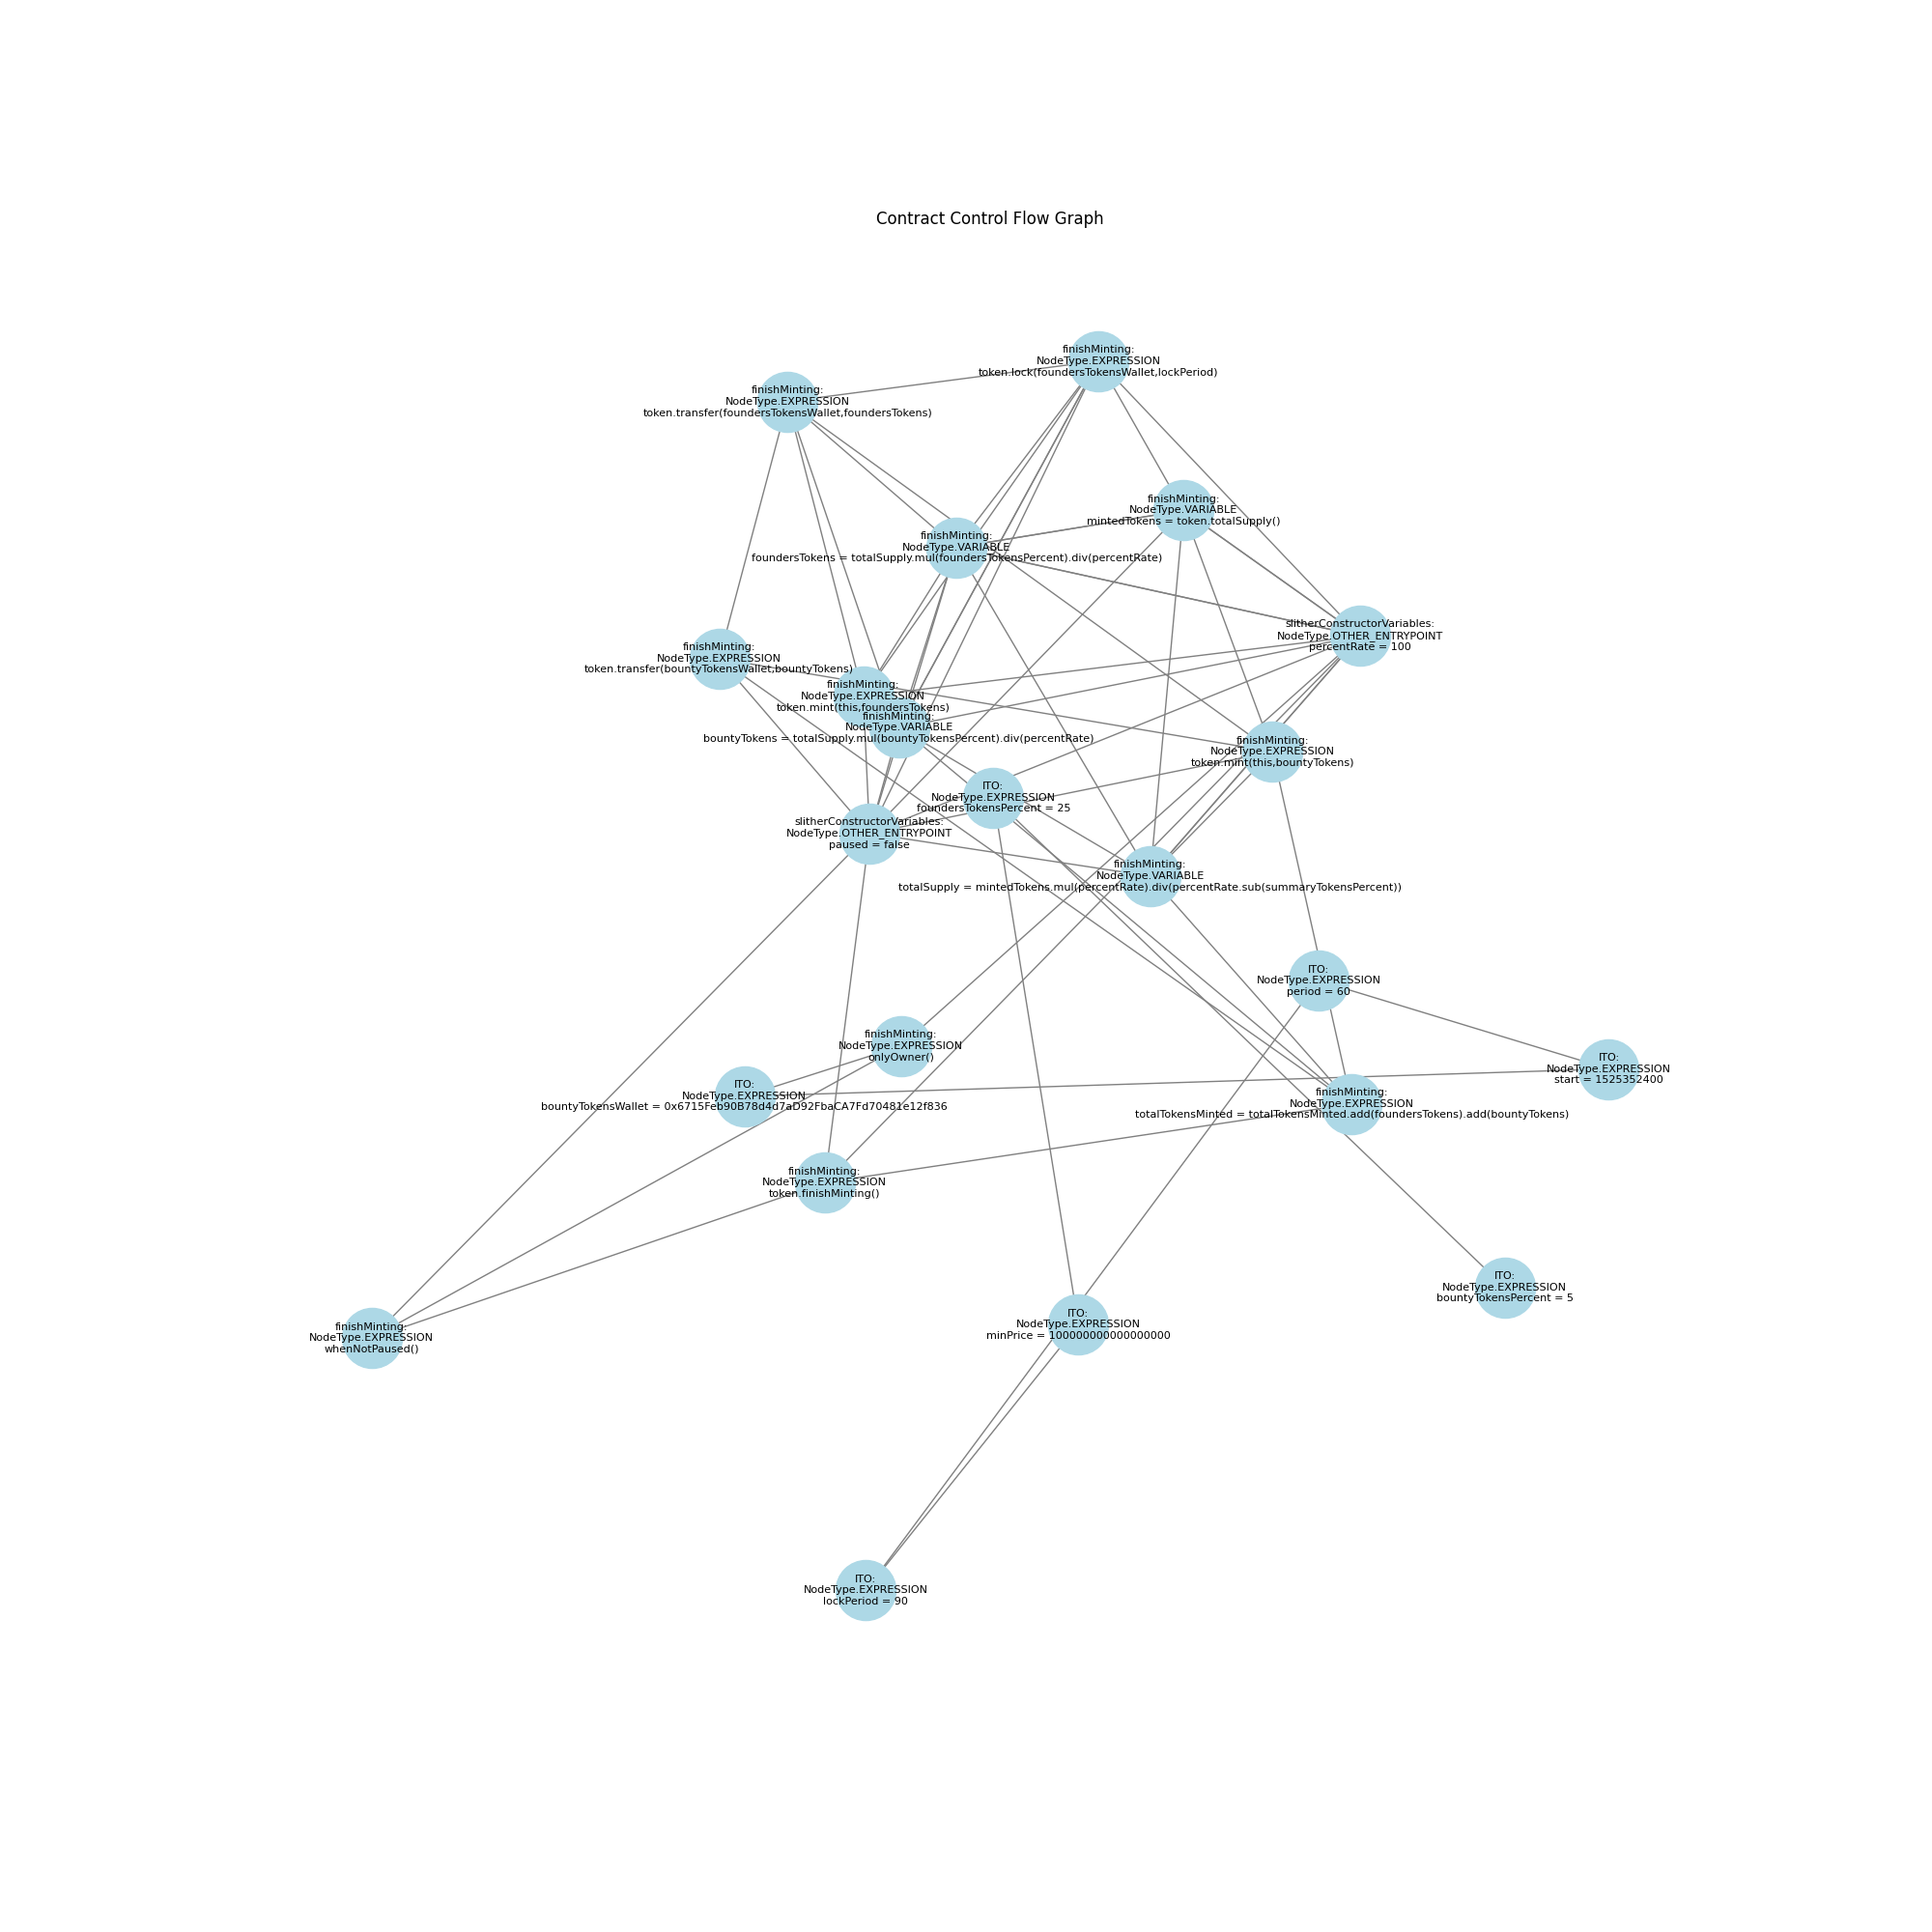 Contract Control Flow Graph
finishMinting:
NodeType.EXPRESSION
token.lock(foundersTokensWallet,lockPeriod)
finishMinting:
NodeType.EXPRESSION
token.transfer(foundersTokensWallet,foundersTokens)
finishMinting:
NodeType.VARIABLE
mintedTokens = token.totalSupply()
finishMinting:
NodeType.VARIABLE
foundersTokens = totalSupply.mul(foundersTokensPercent).div(percentRate)
slitherConstructorVariables:
NodeType.OTHER_ENTRYPOINT
percentRate = 100
finishMinting:
NodeType.EXPRESSION
token.transfer(bountyTokensWallet,bountyTokens)
finishMinting:
NodeType.EXPRESSION
token.mint(this,foundersTokens)
finishMinting:
NodeType.VARIABLE
bountyTokens = totalSupply.mul(bountyTokensPercent).div(percentRate)
finishMinting:
NodeType.EXPRESSION
token.mint(this,bountyTokens)
ITO:
NodeType.EXPRESSION
foundersTokensPercent = 25
slitherConstructorVariables:
NodeType.OTHER_ENTRYPOINT
paused = false
finishMinting:
NodeType.VARIABLE
totalSupply = mintedTokens.mul(percentRate).div(percentRate.sub(summaryTokensPercent))
ITO:
NodeType.EXPRESSION
period = 60
finishMinting:
NodeType.EXPRESSION
onlyOwner()
ITO:
NodeType.EXPRESSION
start = 1525352400
ITO:
NodeType.EXPRESSION
bountyTokensWallet = 0x6715Feb90B78d4d7aD92FbaCA7Fd70481e12f836
finishMinting:
NodeType.EXPRESSION
totalTokensMinted = totalTokensMinted.add(foundersTokens).add(bountyTokens)
finishMinting:
NodeType.EXPRESSION
token.finishMinting()
ITO:
NodeType.EXPRESSION
bountyTokensPercent = 5
ITO:
NodeType.EXPRESSION
minPrice = 100000000000000000
finishMinting:
NodeType.EXPRESSION
whenNotPaused()
ITO:
NodeType.EXPRESSION
lockPeriod = 90